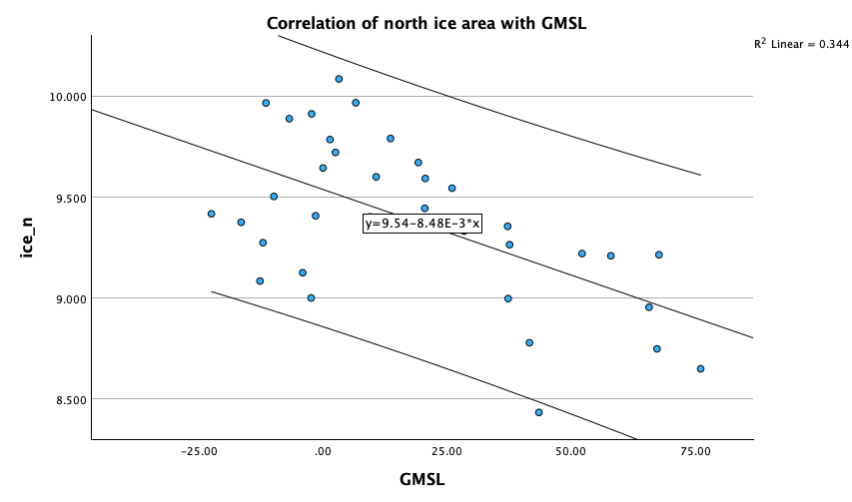 Correlation of north ice area with GMSL
R² Linear = 0.344
10.000
9.500
9.000
8.500
ice_n
y=9.54-8.48E-3*x
-25.00
.00
25.00
50.00
75.00
GMSL